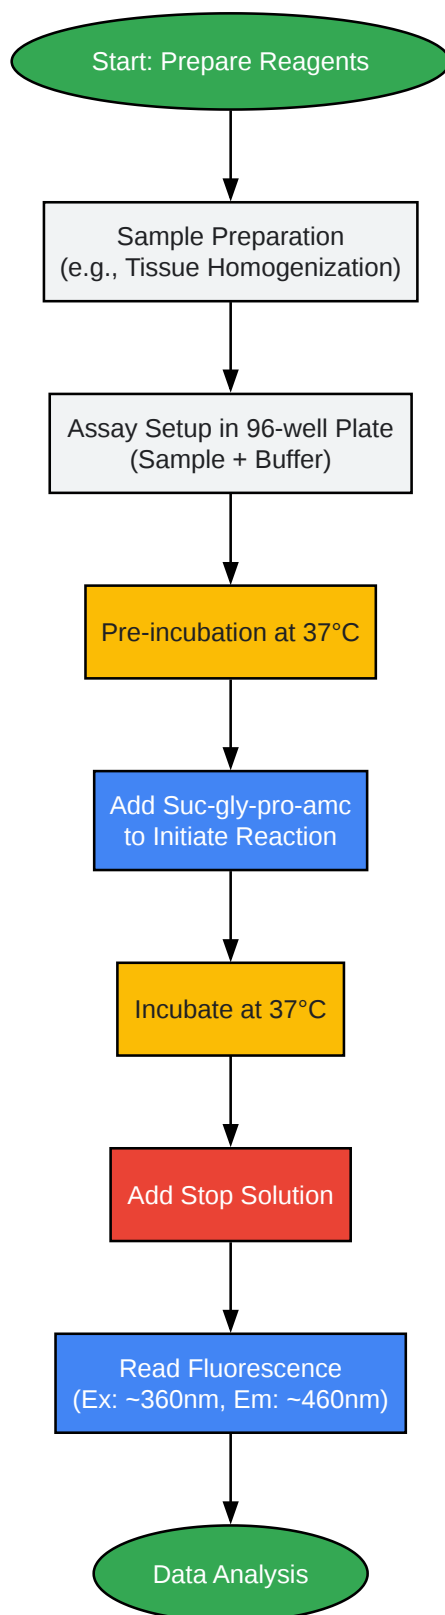 Start: Prepare Reagents
Sample Preparation
(e.g., Tissue Homogenization)
Assay Setup in 96-well Plate
(Sample + Buffer)
Pre-incubation at 37°C
Add Suc-gly-pro-amc
to Initiate Reaction
Incubate at 37°C
Add Stop Solution
Read Fluorescence
(Ex: ~360nm, Em: ~460nm)
Data Analysis